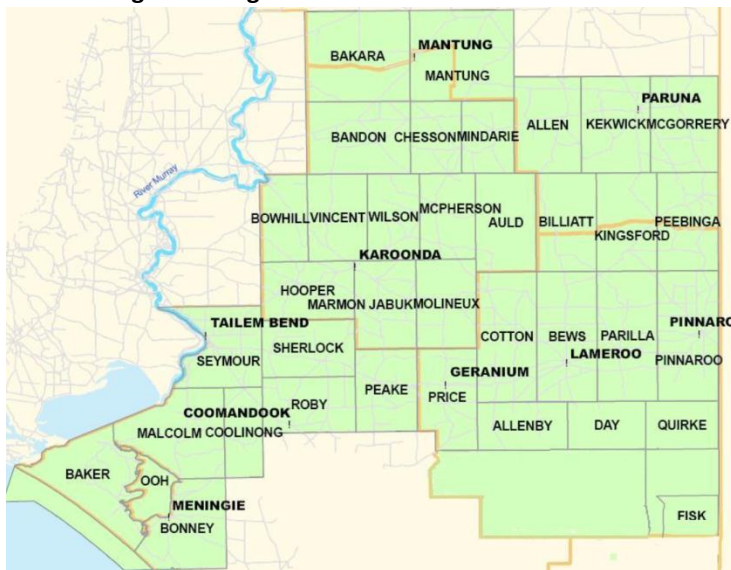 MANTUNG
BAKARA
MANTUNG
PARUNA
ALLEN
KEKWICK MCGORRERY
BANDON CHESSON MINDARIE
River Murray
BOWHILL VINCENT WILSON MCPHERSON
AULD BILLIATT PEEBINGA
KINGSFORD
KAROONDA
HOOPER
MARMON JABUK MOLINEUX
TAILEM BEND
SEYMOUR SHERLOCK
COTTON BEWS PARILLA
PINNARO
LAMEROO
PINNAROO
GERANIUM
PEAKE PRICE
COOMANDOOK ROBY
MALCOLM COOLINONG
ALLENBY DAY QUIRKE
BAKER
OOH
MENINGIE
BONNEY
FISK